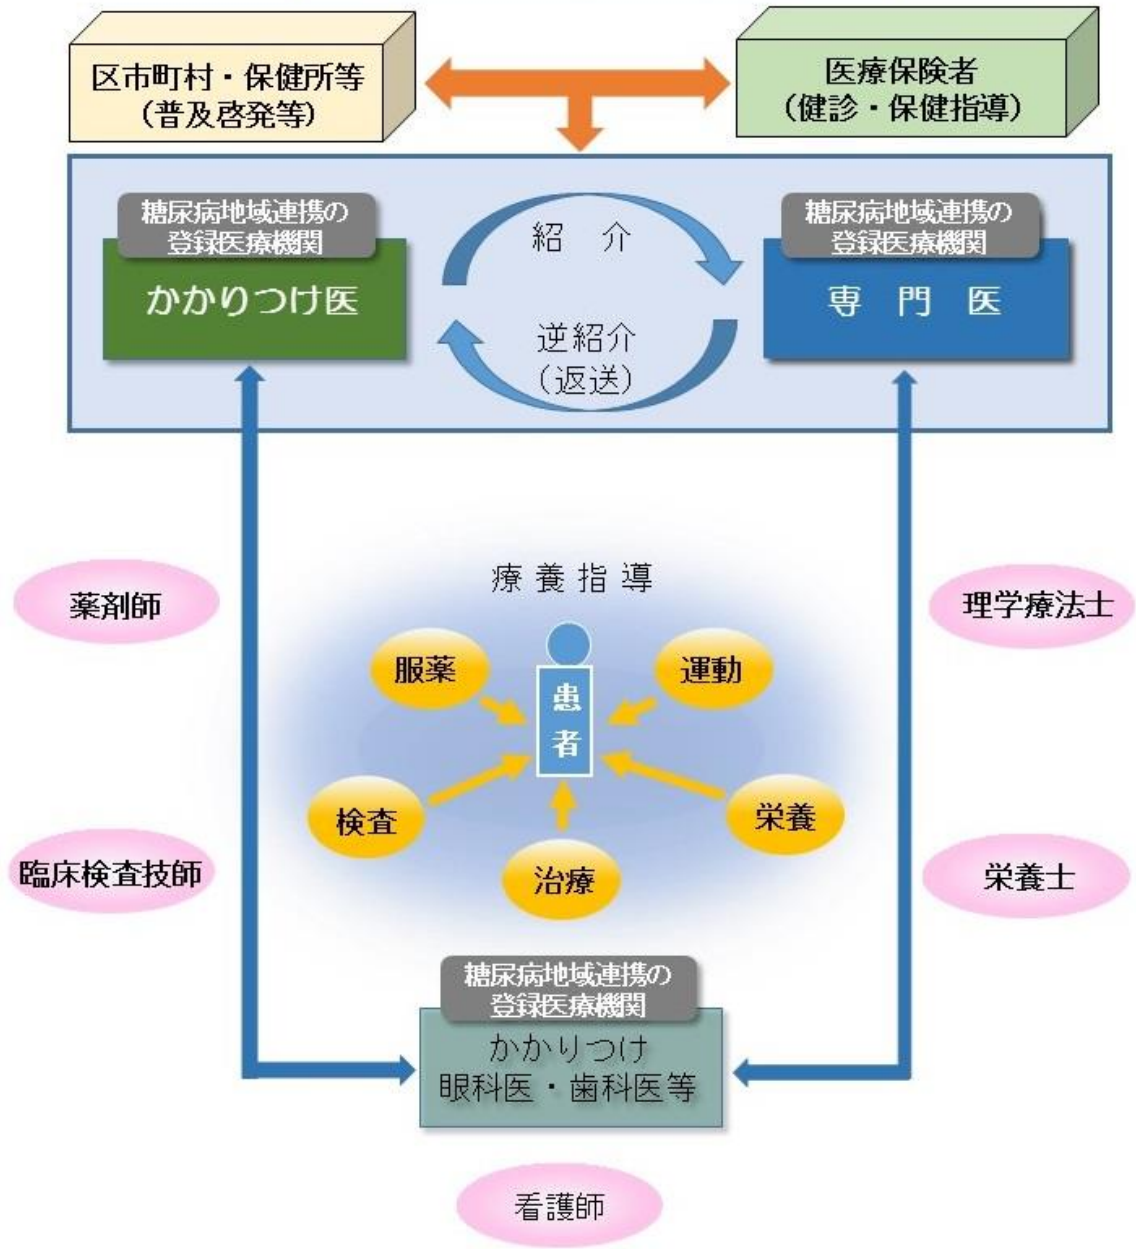 区市町村・保健所等
(普及啓発等)
医療保険者
(健診・保健指導)
糖尿病地域連携の
登録医療機関
かかりつけ医
紹 介
逆紹介
(返送)
糖尿病地域連携の
登録医療機関
専 門 医
療養指導
薬剤師
理学療法士
服薬
患者
運動
検査
栄養
治療
臨床検査技師
栄養士
糖尿病地域連携の
登録医療機関
かかりつけ
眼科医・歯科医等
看護師